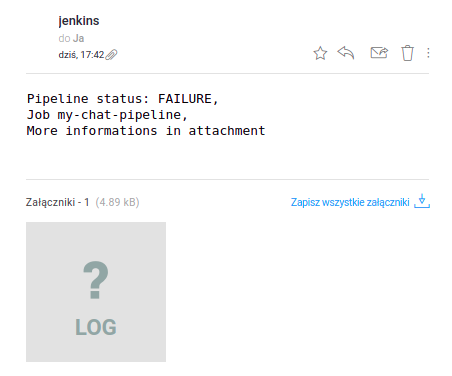 jenkins
do Ja
dziś, 17:42
Pipeline status: FAILURE,
Job my-chat-pipeline,
More informations in attachment
Załączniki - 1 (4.89 kB)
Zapisz wszystkie załączniki
?
LOG